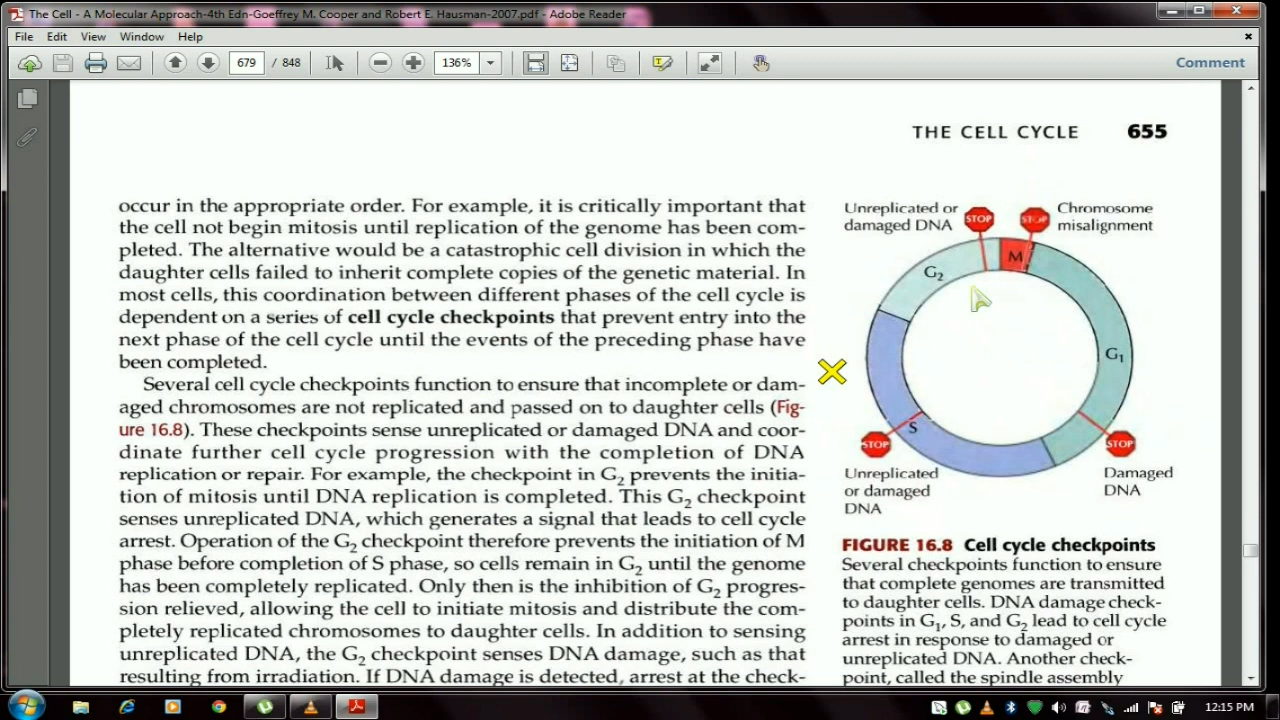 The Cell - A Molecular Approach-4th Edn-Goeffrey M. Cooper and Robert E. Hausman-2007.pdf - Adobe Reader
File Edit View Window Help
679 / 848 136% Comment
THE CELL CYCLE 655
occur in the appropriate order. For example, it is critically important that
the cell not begin mitosis until replication of the genome has been com-
pleted. The alternative would be a catastrophic cell division in which the
daughter cells failed to inherit complete copies of the genetic material. In
most cells, this coordination between different phases of the cell cycle is
dependent on a series of cell cycle checkpoints that prevent entry into the
next phase of the cell cycle until the events of the preceding phase have
been completed.
Several cell cycle checkpoints function to ensure that incomplete or dam-
aged chromosomes are not replicated and passed on to daughter cells (Fig-
ure 16.8). These checkpoints sense unreplicated or damaged DNA and coor-
dinate further cell cycle progression with the completion of DNA
replication or repair. For example, the checkpoint in G₂ prevents the initia-
tion of mitosis until DNA replication is completed. This G₂ checkpoint
senses unreplicated DNA, which generates a signal that leads to cell cycle
arrest. Operation of the G₂ checkpoint therefore prevents the initiation of M
phase before completion of S phase, so cells remain in G₂ until the genome
has been completely replicated. Only then is the inhibition of G₂ progres-
sion relieved, allowing the cell to initiate mitosis and distribute the com-
pletely replicated chromosomes to daughter cells. In addition to sensing
unreplicated DNA, the G₂ checkpoint senses DNA damage, such as that
resulting from irradiation. If DNA damage is detected, arrest at the check-
Unreplicated or
damaged DNA
STOP
STOP
Chromosome
misalignment
M
G₂
G₁
S
STOP
STOP
Unreplicated
or damaged
DNA
Damaged
DNA
FIGURE 16.8 Cell cycle checkpoints
Several checkpoints function to ensure
that complete genomes are transmitted
to daughter cells. DNA damage check-
points in G₁, S, and G₂ lead to cell cycle
arrest in response to damaged or
unreplicated DNA. Another check-
point, called the spindle assembly
12:15 PM